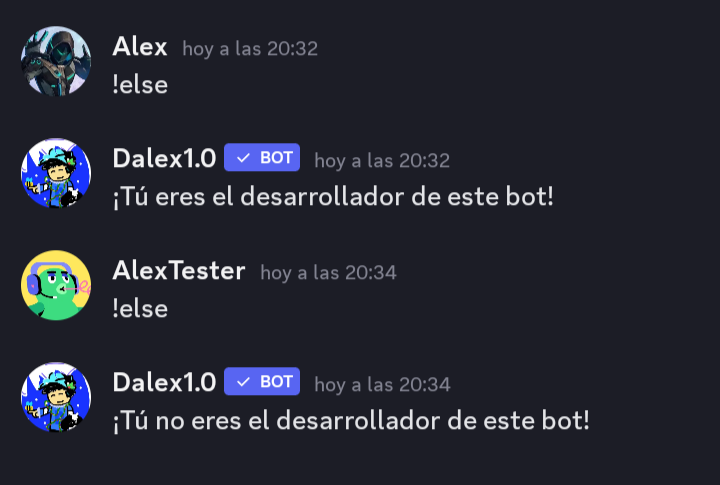 Alex hoy a las 20:32
!else
Dalex1.0 ✓ BOT hoy a las 20:32
¡Tú eres el desarrollador de este bot!
AlexTester hoy a las 20:34
!else
Dalex1.0 ✓ BOT hoy a las 20:34
¡Tú no eres el desarrollador de este bot!